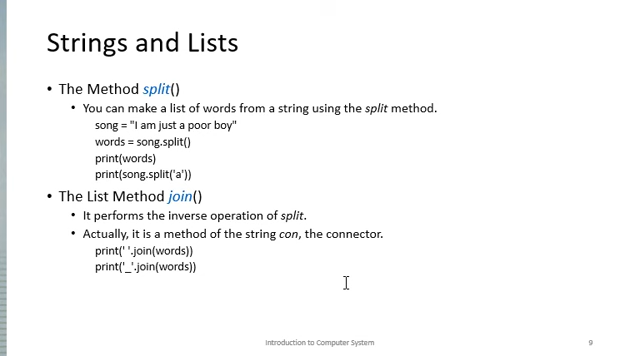 Strings and Lists
• The Method split()
• You can make a list of words from a string using the split method.
song = "I am just a poor boy"
words = song.split()
print(words)
print(song.split('a'))
• The List Method join()
• It performs the inverse operation of split.
• Actually, it is a method of the string con, the connector.
print(' '.join(words))
print('_'.join(words))
Introduction to Computer System
9